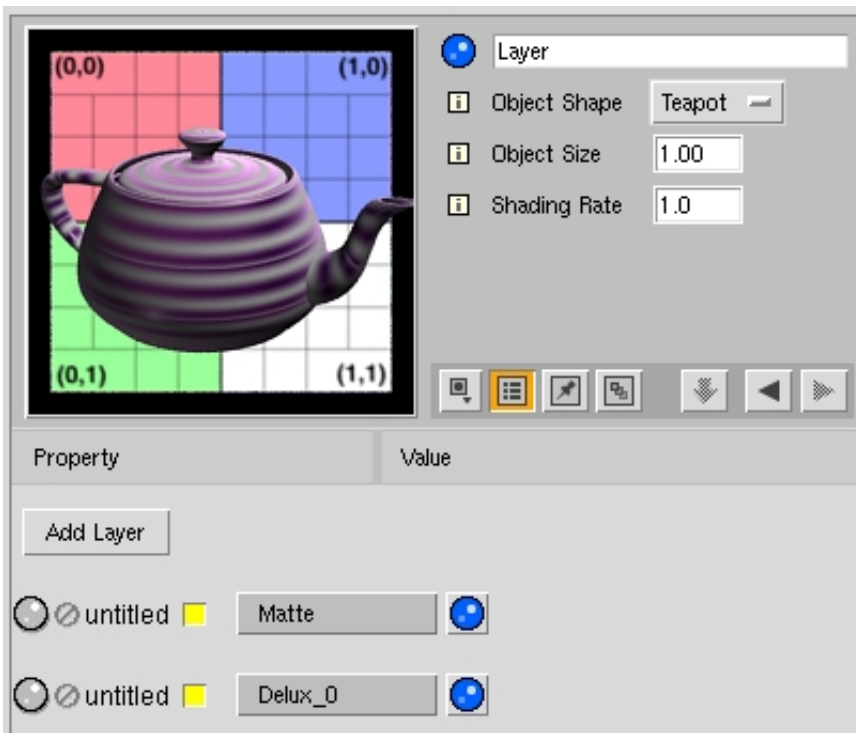 (0,0) (1,0)
(0,1) (1,1)
Layer
i Object Shape Teapot
i Object Size 1.00
i Shading Rate 1.0
Property Value
Add Layer
untitled Matte
untitled Delux_0